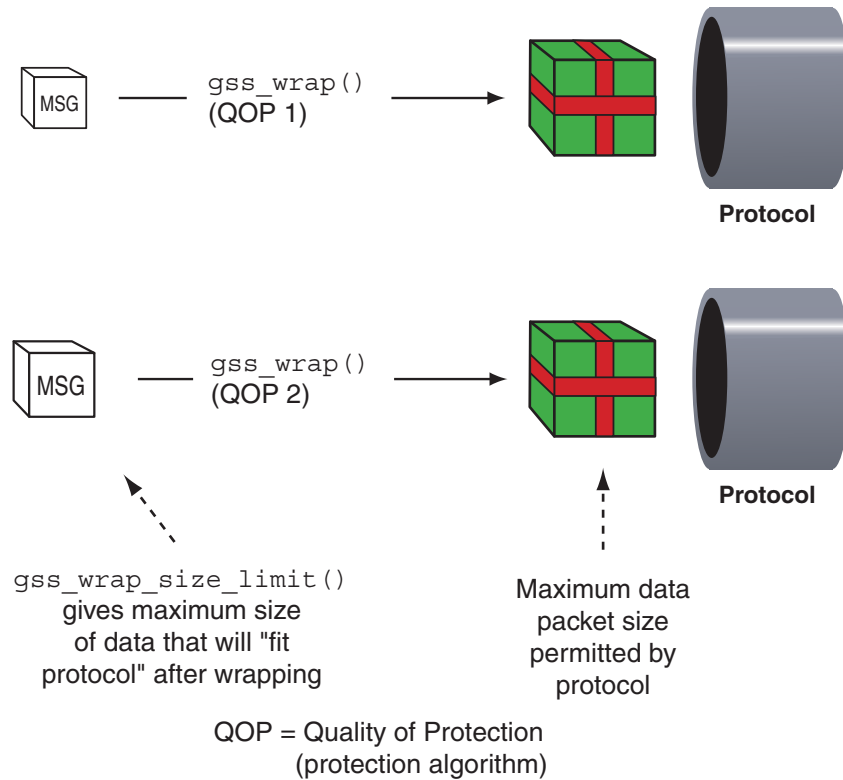 MSG
gss_wrap()
(QOP 1)
Protocol
MSG
gss_wrap()
(QOP 2)
Protocol
gss_wrap_size_limit()
gives maximum size
of data that will "fit
protocol" after wrapping
Maximum data
packet size
permitted by
protocol
QOP = Quality of Protection
(protection algorithm)